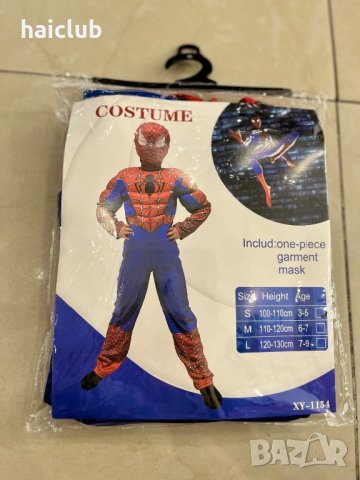 haiclub
COSTUME
Includ:one-piece
garment
mask
Size Height Age
S 100-110cm 3-5
M 110-120cm 6-7
L 120-130cm 7-9
XY-1154
BAZAR